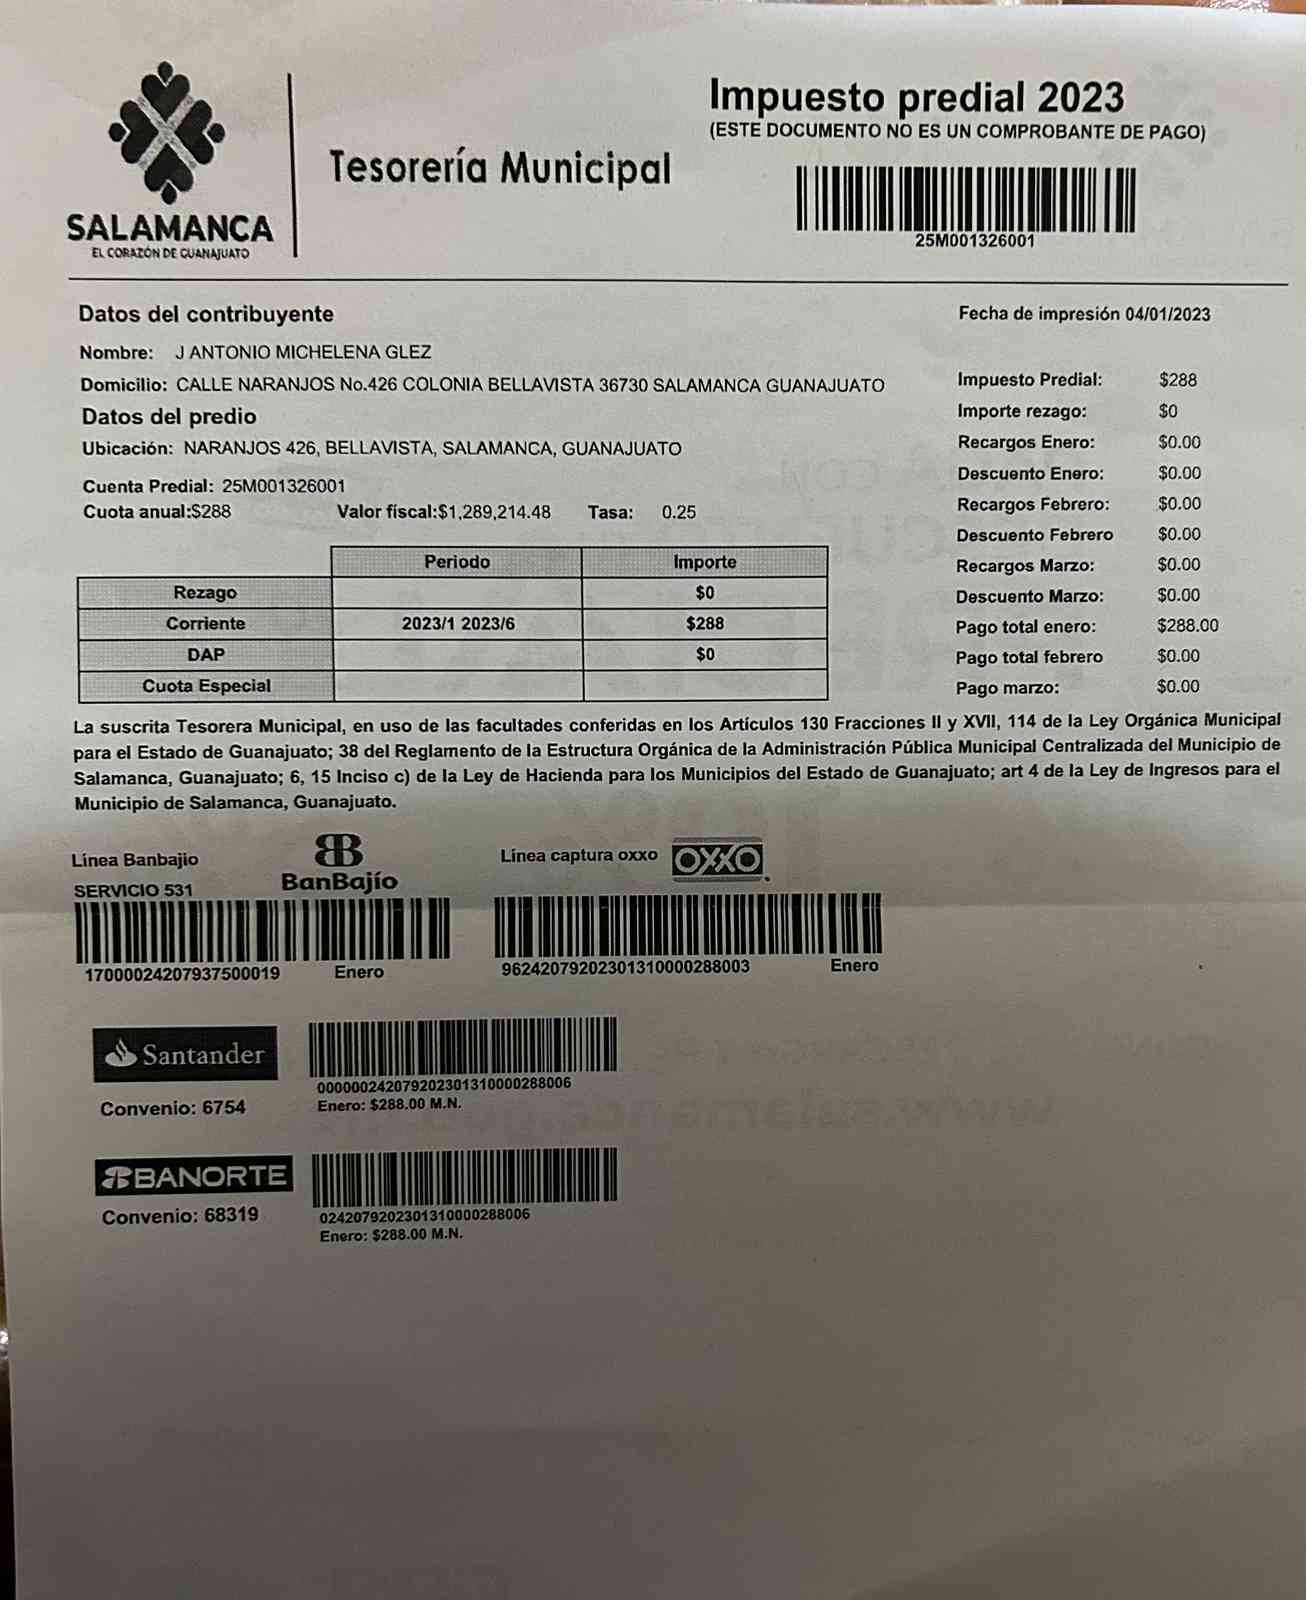 Impuesto predial 2023
(ESTE DOCUMENTO NO ES UN COMPROBANTE DE PAGO)
Tesorería Municipal
SALAMANCA
EL CORAZÓN DE GUANAJUATO
25M001326001
Datos del contribuyente
Fecha de impresión 04/01/2023
Nombre: J ANTONIO MICHELENA GLEZ
Domicilio: CALLE NARANJOS No.426 COLONIA BELLAVISTA 36730 SALAMANCA GUANAJUATO
Datos del predio
Ubicación: NARANJOS 426, BELLAVISTA, SALAMANCA, GUANAJUATO
Cuenta Predial: 25M001326001
Cuota anual:$288 Valor fiscal:$1,289,214.48 Tasa: 0.25
Periodo Importe
Rezago $0
Corriente 2023/1 2023/6 $288
DAP $0
Cuota Especial
Impuesto Predial: $288
Importe rezago: $0
Recargos Enero: $0.00
Descuento Enero: $0.00
Recargos Febrero: $0.00
Descuento Febrero $0.00
Recargos Marzo: $0.00
Descuento Marzo: $0.00
Pago total enero: $288.00
Pago total febrero $0.00
Pago marzo: $0.00
La suscrita Tesorera Municipal, en uso de las facultades conferidas en los Artículos 130 Fracciones II y XVII, 114 de la Ley Orgánica Municipal
para el Estado de Guanajuato; 38 del Reglamento de la Estructura Orgánica de la Administración Pública Municipal Centralizada del Municipio de
Salamanca, Guanajuato; 6, 15 Inciso c) de la Ley de Hacienda para los Municipios del Estado de Guanajuato; art 4 de la Ley de Ingresos para el
Municipio de Salamanca, Guanajuato.
Línea Banbajio
SERVICIO 531
BanBajío
17000024207937500019 Enero
Línea captura oxxo
OXXO
962420792023013100002​88003 Enero
Santander
Convenio: 6754
000000242079202301310000288006
Enero: $288.00 M.N.
BANORTE
Convenio: 68319
0242079202301310000288006
Enero: $288.00 M.N.